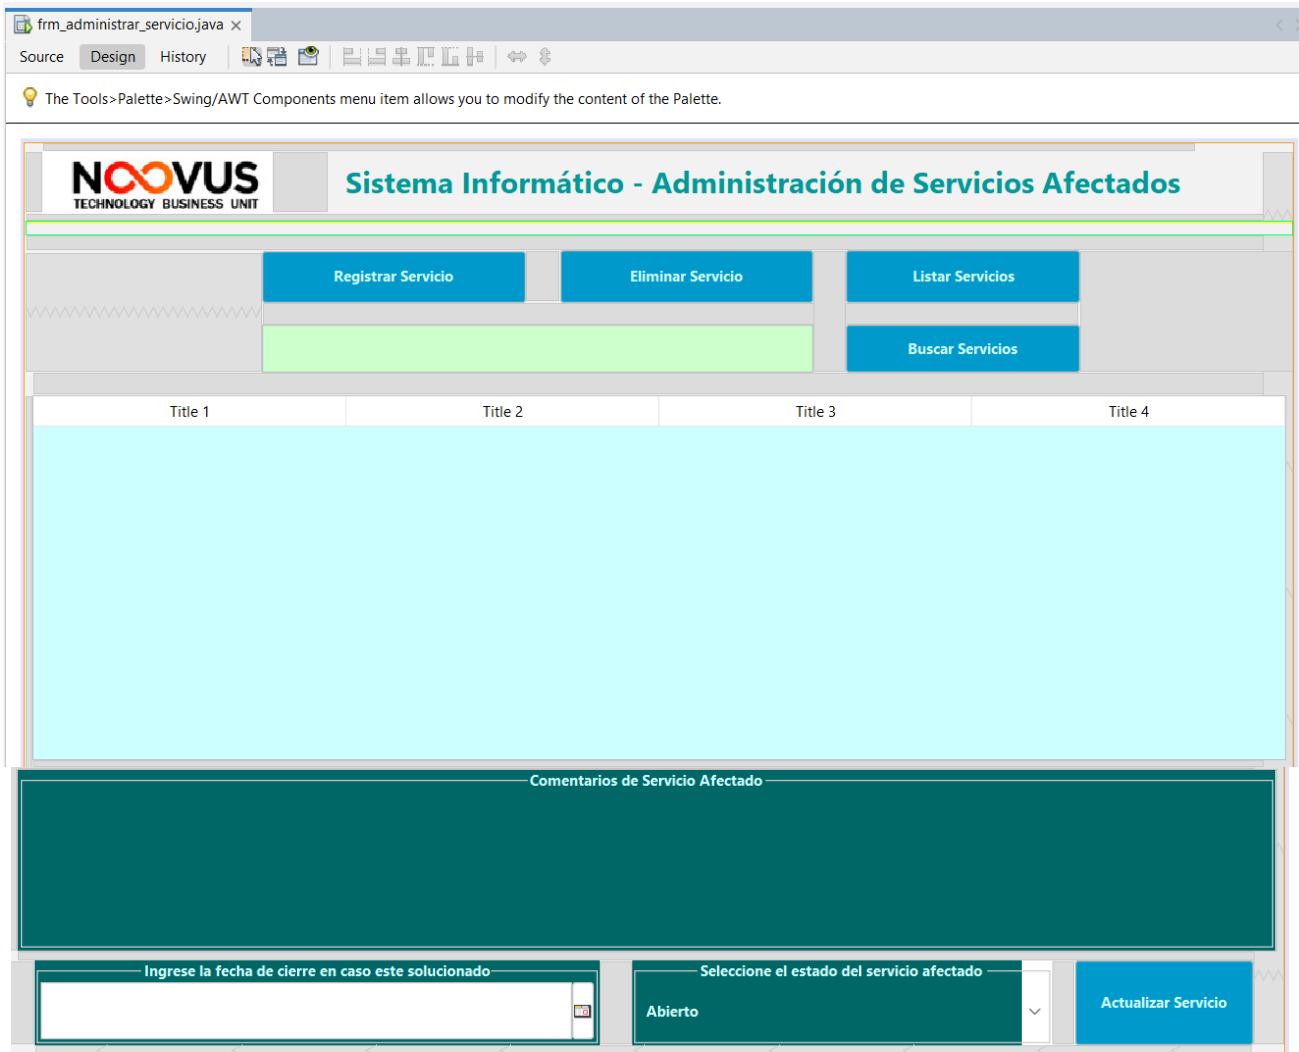 frm_administrar_servicio.java
Source Design History
The Tools>Palette>Swing/AWT Components menu item allows you to modify the content of the Palette.
NOOVUS
TECHNOLOGY BUSINESS UNIT
Sistema Informático - Administración de Servicios Afectados
Registrar Servicio Eliminar Servicio Listar Servicios
Buscar Servicios
Title 1 Title 2 Title 3 Title 4
Comentarios de Servicio Afectado
Ingrese la fecha de cierre en caso este solucionado
Seleccione el estado del servicio afectado
Abierto
Actualizar Servicio